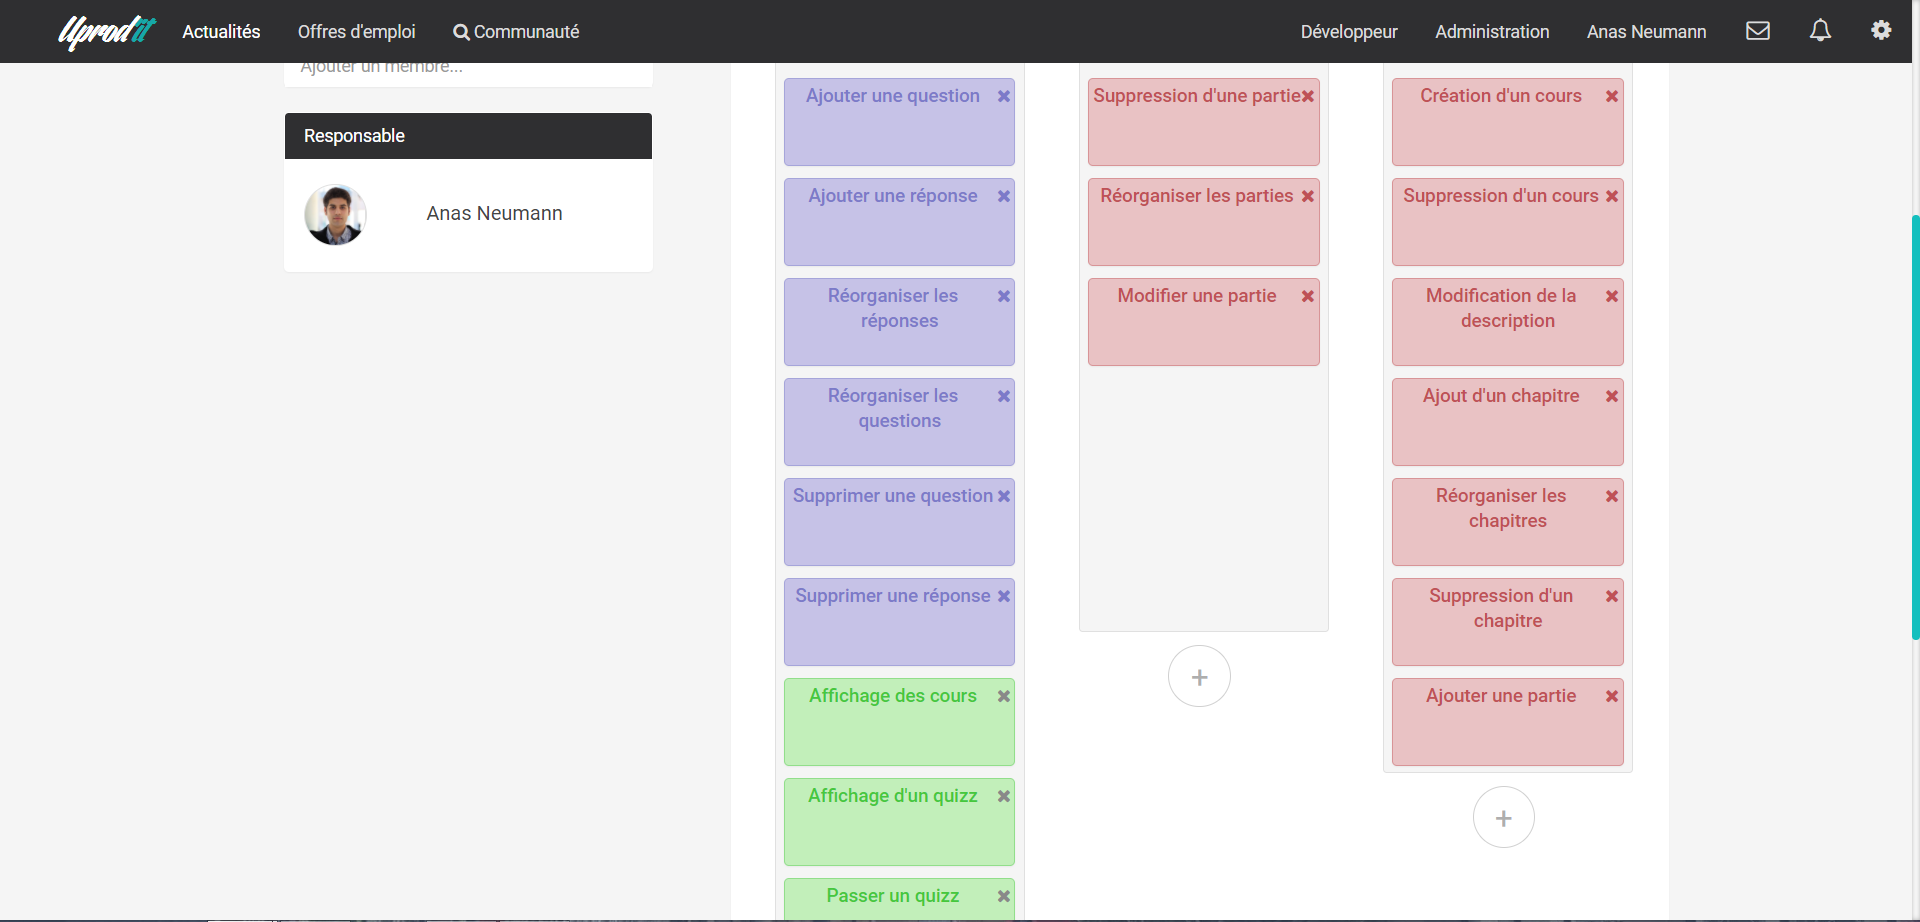 Uprodit
Actualités
Offres d'emploi
Communauté
Développeur
Administration
Anas Neumann
Ajouter un membre...
Responsable
Anas Neumann
Ajouter une question
Ajouter une réponse
Réorganiser les
réponses
Réorganiser les
questions
Supprimer une question
Supprimer une réponse
Affichage des cours
Affichage d'un quizz
Passer un quizz
Suppression d'une partie
Réorganiser les parties
Modifier une partie
+
Création d'un cours
Suppression d'un cours
Modification de la
description
Ajout d'un chapitre
Réorganiser les
chapitres
Suppression d'un
chapitre
Ajouter une partie
+